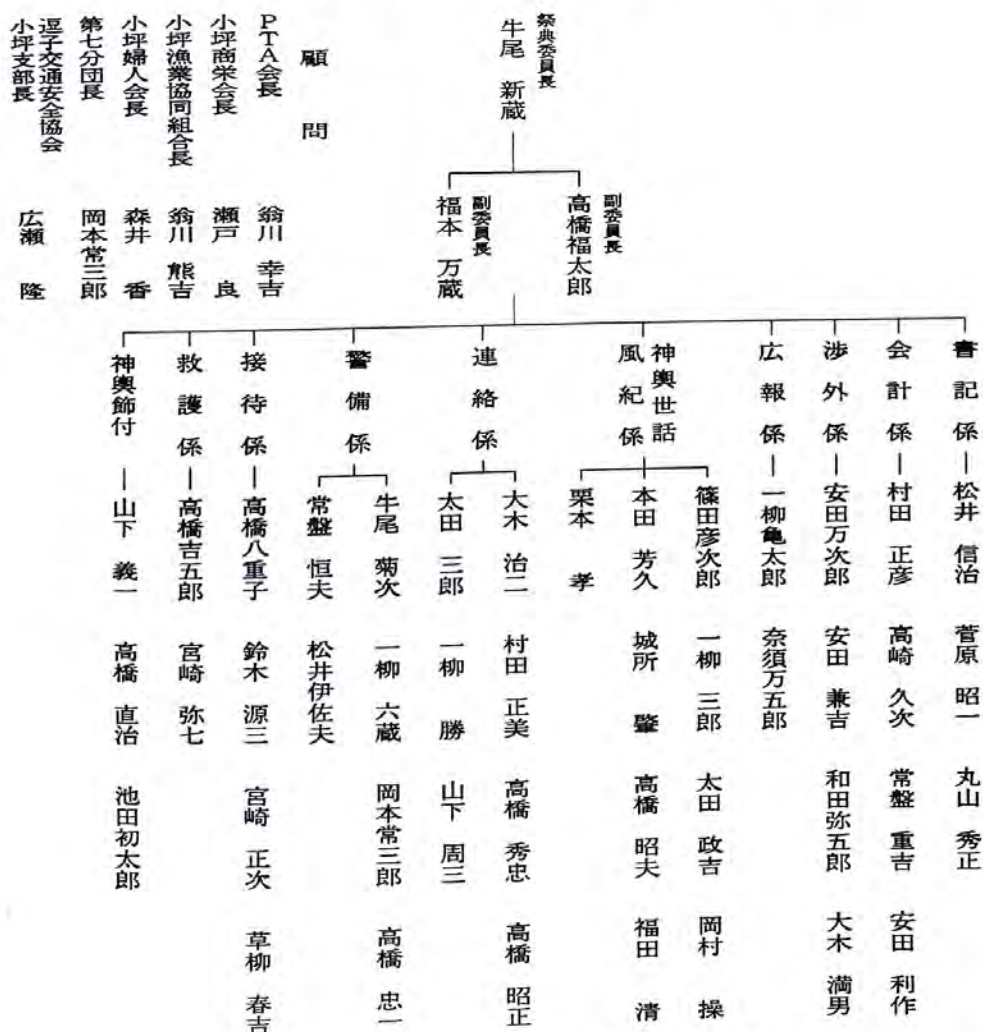 祭典委員長
牛尾 新蔵
副委員長
高橋福太郎
副委員長
福本 万蔵
顧問
PTA会長 翁川 幸吉
小坪商栄会長 瀬戸 良
小坪漁業協同組合長 翁川 熊吉
小坪婦人会長 森井 香
第七分団長 岡本常三郎
逗子交通安全協会
小坪支部長 広瀬 隆
書記係 松井 信治 菅原 昭一 丸山 秀正
会計係 村田 正彦 高崎 久次 常盤 重吉 安田 利作
渉外係 安田万次郎 安田 兼吉 和田弥五郎 大木 満男
広報係 一柳亀太郎 奈須万五郎
神輿世話
風紀係
篠田彦次郎 一柳 三郎 太田 政吉 岡村 操
本田 芳久 城所 肇 高橋 昭夫 福田 清
栗本 孝
連絡係
大木 治二 村田 正美 高橋 秀忠 高橋 昭正
太田 三郎 一柳 勝 山下 周三
警備係
牛尾 菊次 一柳 六蔵 岡本常三郎 高橋 忠一
常盤 恒夫 松井伊佐夫
接待係 高橋八重子 鈴木 源三 宮崎 正次 草柳 春吉
救護係 高橋吉五郎 宮崎 弥七
神輿飾付 山下 義一 高橋 直治 池田初太郎